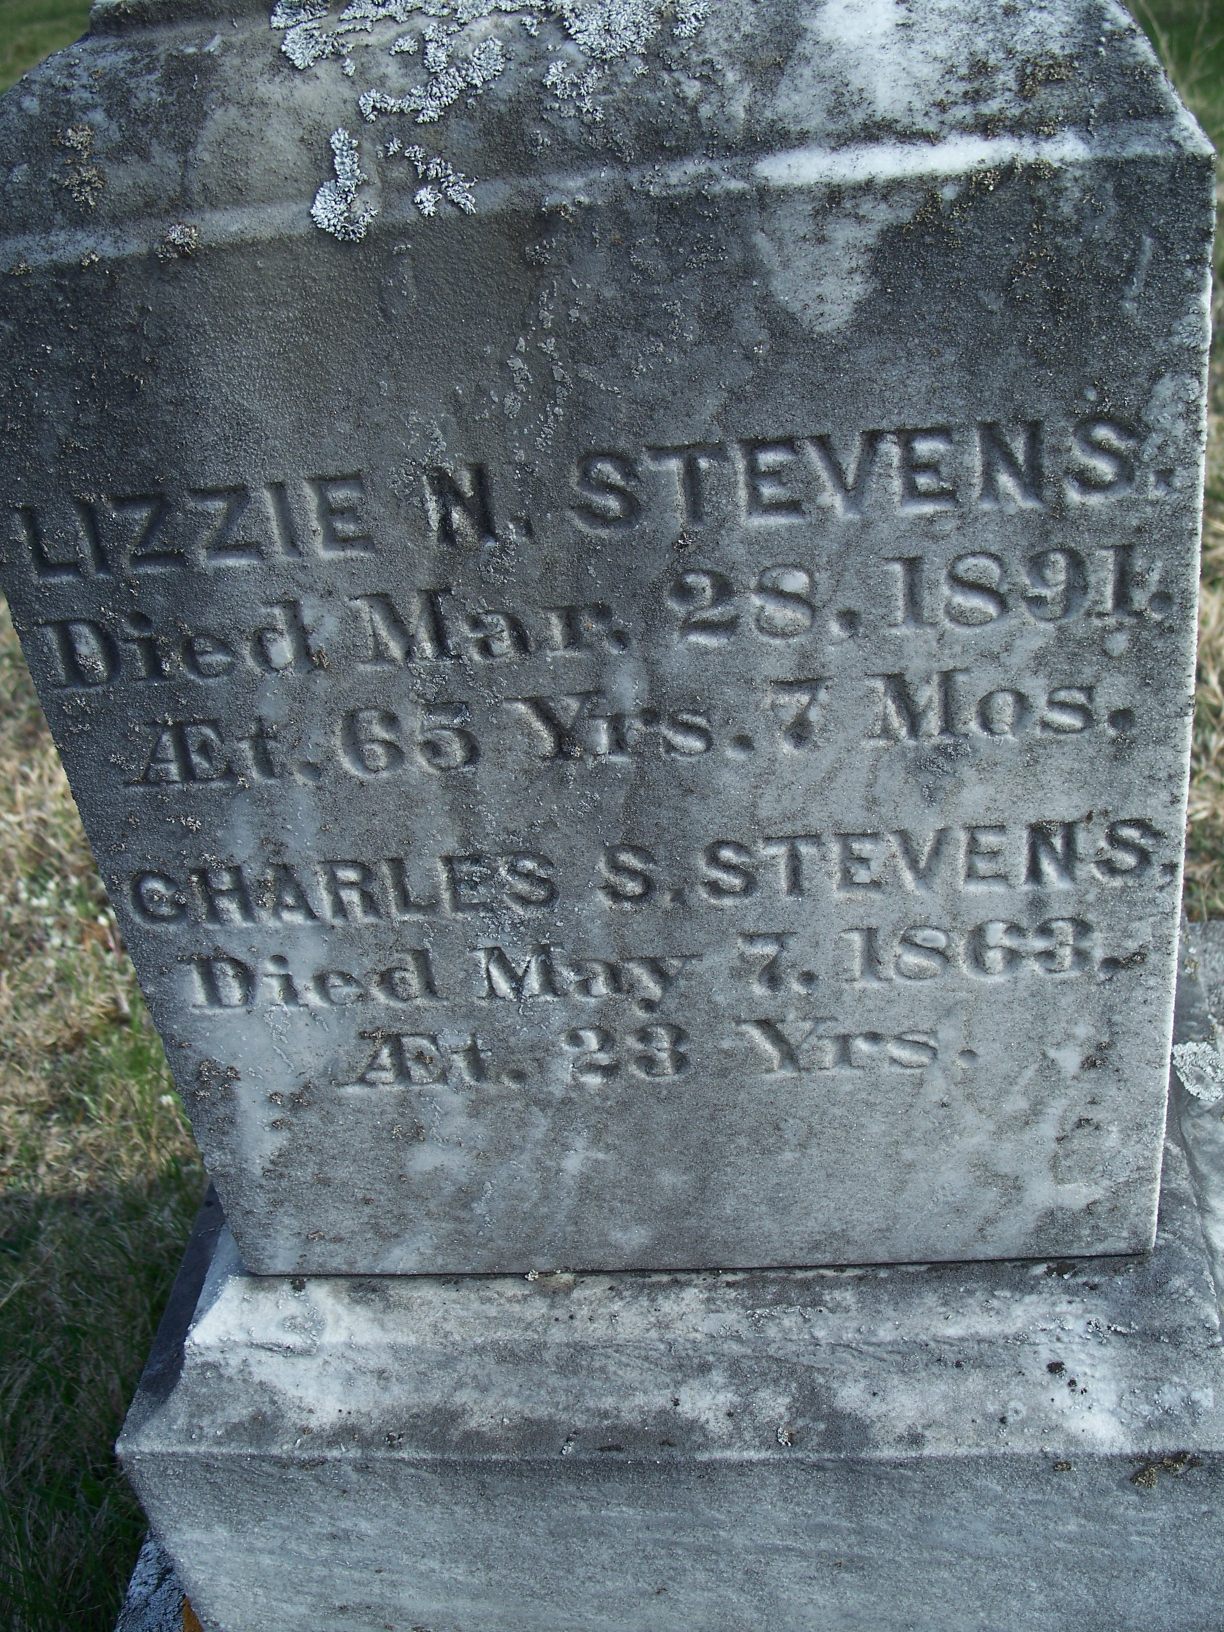 LIZZIE N. STEVENS.
Died Mar. 28. 1891.
Æt. 65 Yrs. 7 Mos.
CHARLES S. STEVENS.
Died May 7. 1863.
Æt. 23 Yrs.